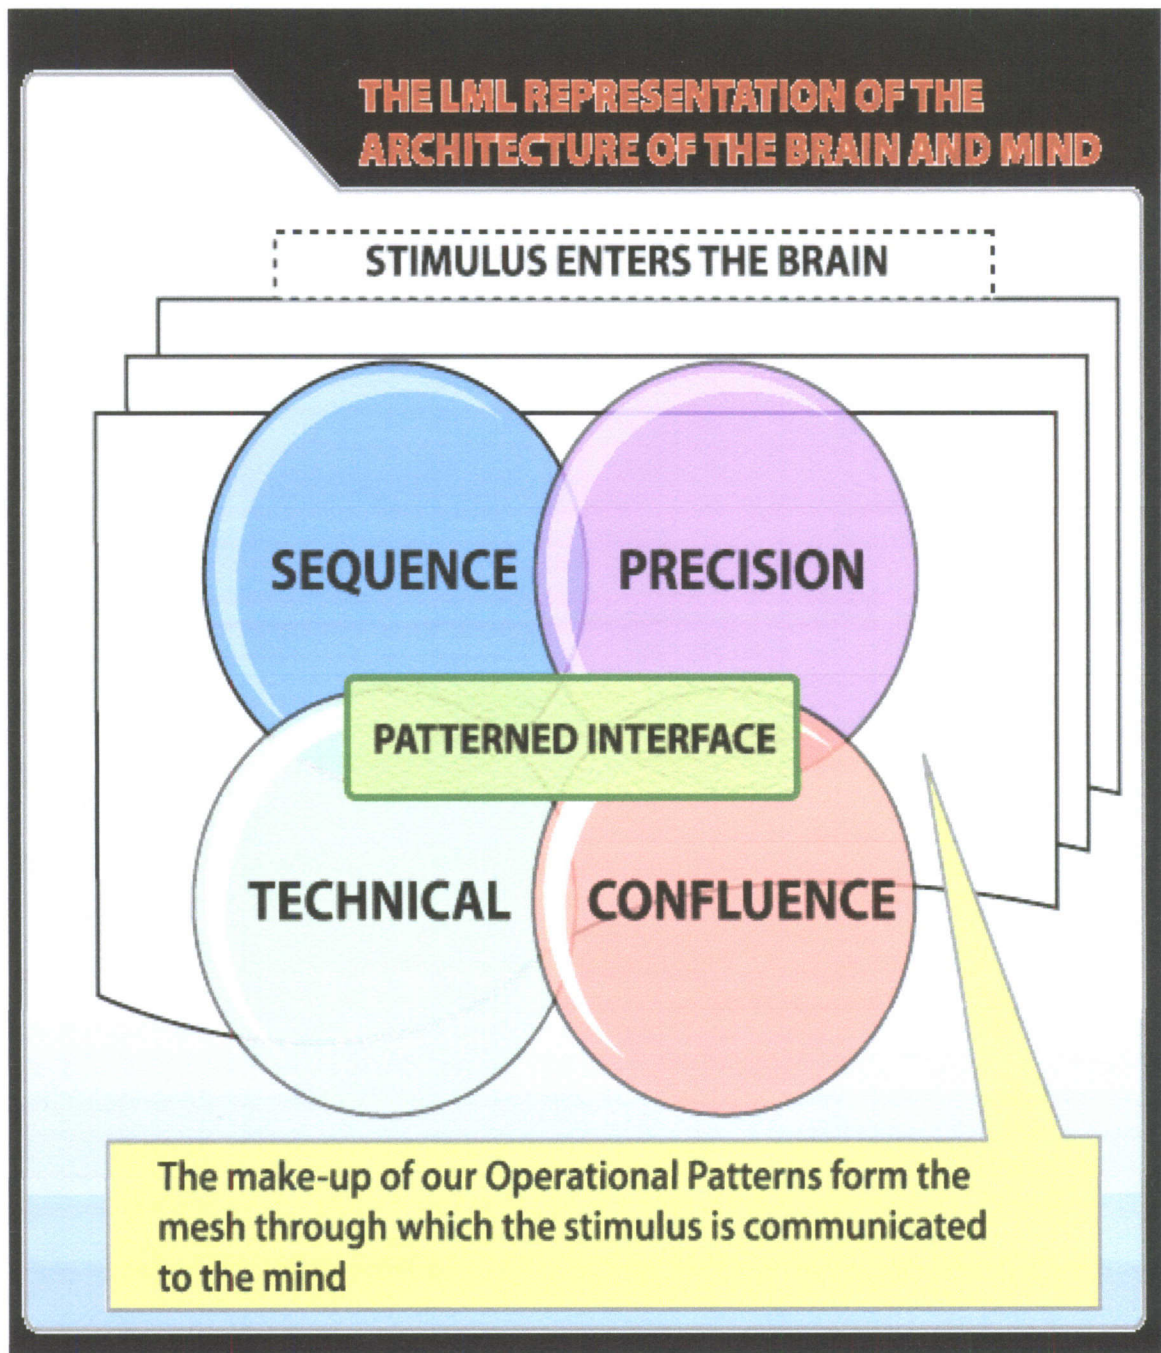 THE LML REPRESENTATION OF THE
ARCHITECTURE OF THE BRAIN AND MIND
STIMULUS ENTERS THE BRAIN
SEQUENCE
PRECISION
PATTERNED INTERFACE
TECHNICAL
CONFLUENCE
The make-up of our Operational Patterns form the
mesh through which the stimulus is communicated
to the mind